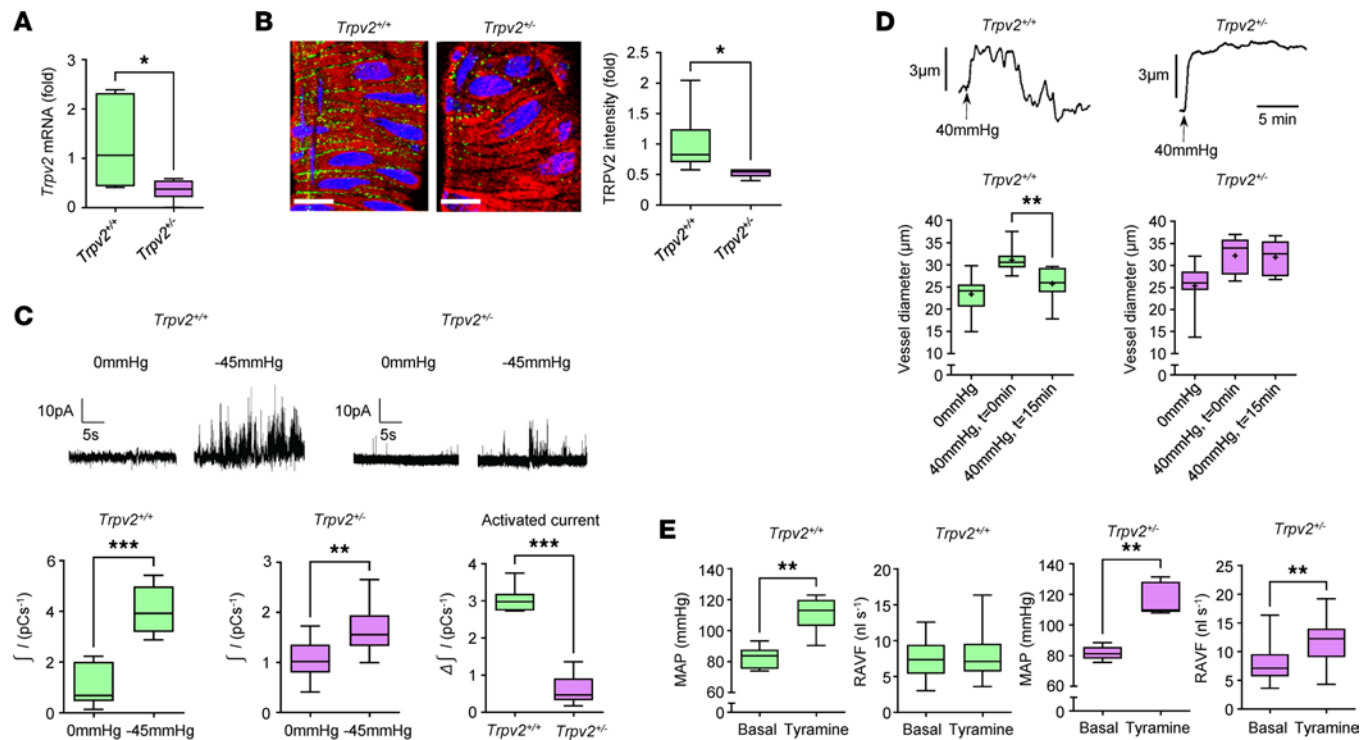 A
Trpv2 mRNA (fold)
3
2
1
0
*
Trpv2+/+
Trpv2+/-
B
Trpv2+/+
Trpv2+/-
TRPV2 intensity (fold)
2.5
2.0
1.5
1.0
0.5
0
*
Trpv2+/+
Trpv2+/-
C
Trpv2+/+
Trpv2+/-
0mmHg
-45mmHg
0mmHg
-45mmHg
10pA
5s
10pA
5s
Trpv2+/+
∫ I (pCs-1)
6
4
2
0
***
0mmHg -45mmHg
Trpv2+/-
∫ I (pCs-1)
3
2
1
0
**
0mmHg -45mmHg
Activated current
Δ ∫ I (pCs-1)
4
3
2
1
0
***
Trpv2+/+
Trpv2+/-
D
Trpv2+/+
Trpv2+/-
3μm
40mmHg
3μm
40mmHg
5 min
Trpv2+/+
Vessel diameter (μm)
40
35
30
25
20
15
10
0
**
0mmHg
40mmHg, t=0min
40mmHg, t=15min
Trpv2+/-
Vessel diameter (μm)
40
35
30
25
20
15
10
0
0mmHg
40mmHg, t=0min
40mmHg, t=15min
E
Trpv2+/+
MAP (mmHg)
140
120
100
80
60
0
**
Basal Tyramine
Trpv2+/+
RAVF (nl s-1)
20
15
10
5
0
Basal Tyramine
Trpv2+/-
MAP (mmHg)
140
120
100
80
60
0
**
Basal Tyramine
Trpv2+/-
RAVF (nl s-1)
25
20
15
10
5
0
**
Basal Tyramine